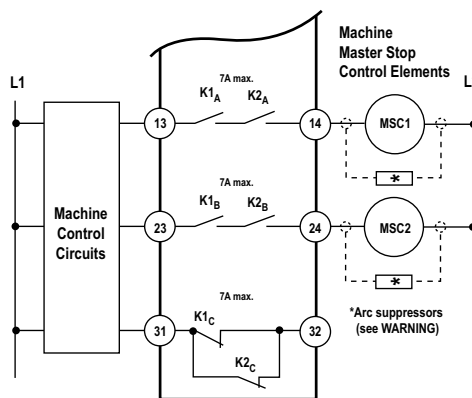 Machine
Master Stop
Control Elements
L1
L
7A max.
K1A K2A
13
14
MSC1
*
7A max.
K1B K2B
23
24
MSC2
*
Machine
Control
Circuits
7A max.
K1C
31
32
K2C
*Arc suppressors
(see WARNING)